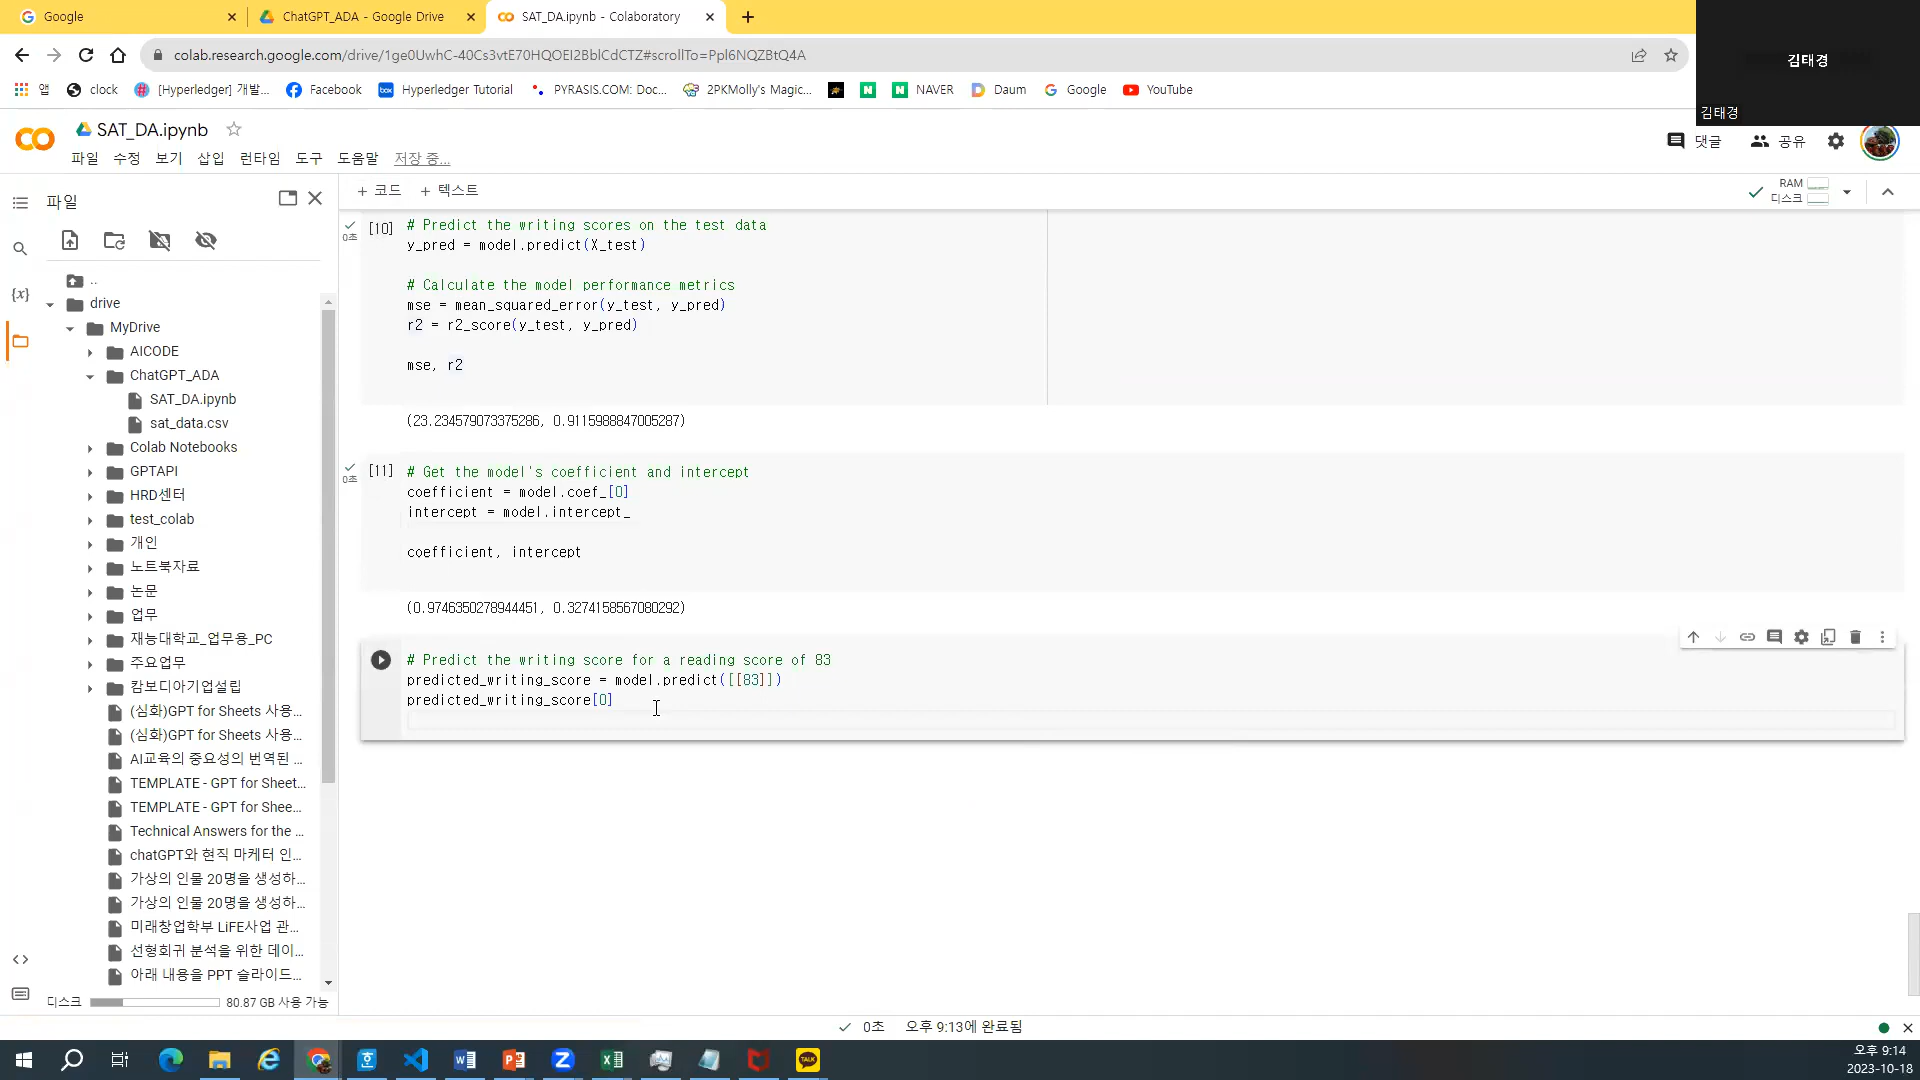 Google
ChatGPT_ADA - Google Drive
SAT_DA.ipynb - Colaboratory
colab.research.google.com/drive/1ge0UwhC-40Cs3vtE70HQOEI2BblCdCTZ#scrollTo=Ppl6NQZBtQ4A
앱
clock
[Hyperledger] 개발...
Facebook
Hyperledger Tutorial
PYRASIS.COM: Doc...
2PKMolly's Magic...
NAVER
Daum
Google
YouTube
김태경
김태경
SAT_DA.ipynb
파일 수정 보기 삽입 런타임 도구 도움말 저장 중...
댓글
공유
파일
+ 코드 + 텍스트
RAM
디스크
..
drive
MyDrive
AICODE
ChatGPT_ADA
SAT_DA.ipynb
sat_data.csv
Colab Notebooks
GPTAPI
HRD센터
test_colab
개인
노트북자료
논문
업무
재능대학교_업무용_PC
주요업무
캄보디아기업설립
(심화)GPT for Sheets 사용...
(심화)GPT for Sheets 사용...
AI교육의 중요성의 번역된 ...
TEMPLATE - GPT for Sheet...
TEMPLATE - GPT for Shee...
Technical Answers for the ...
chatGPT와 현직 마케터 인...
가상의 인물 20명을 생성하...
가상의 인물 20명을 생성하...
미래창업학부 LiFE사업 관...
선형회귀 분석을 위한 데이...
아래 내용을 PPT 슬라이드...
디스크 80.87 GB 사용 가능
[10]
0초
# Predict the writing scores on the test data
y_pred = model.predict(X_test)
# Calculate the model performance metrics
mse = mean_squared_error(y_test, y_pred)
r2 = r2_score(y_test, y_pred)
mse, r2
(23.234579073375286, 0.9115988847005287)
[11]
0초
# Get the model's coefficient and intercept
coefficient = model.coef_[0]
intercept = model.intercept_
coefficient, intercept
(0.9746350278944451, 0.3274158567080292)
# Predict the writing score for a reading score of 83
predicted_writing_score = model.predict([[83]])
predicted_writing_score[0]
0초 오후 9:13에 완료됨
TALK
오후 9:14
2023-10-18